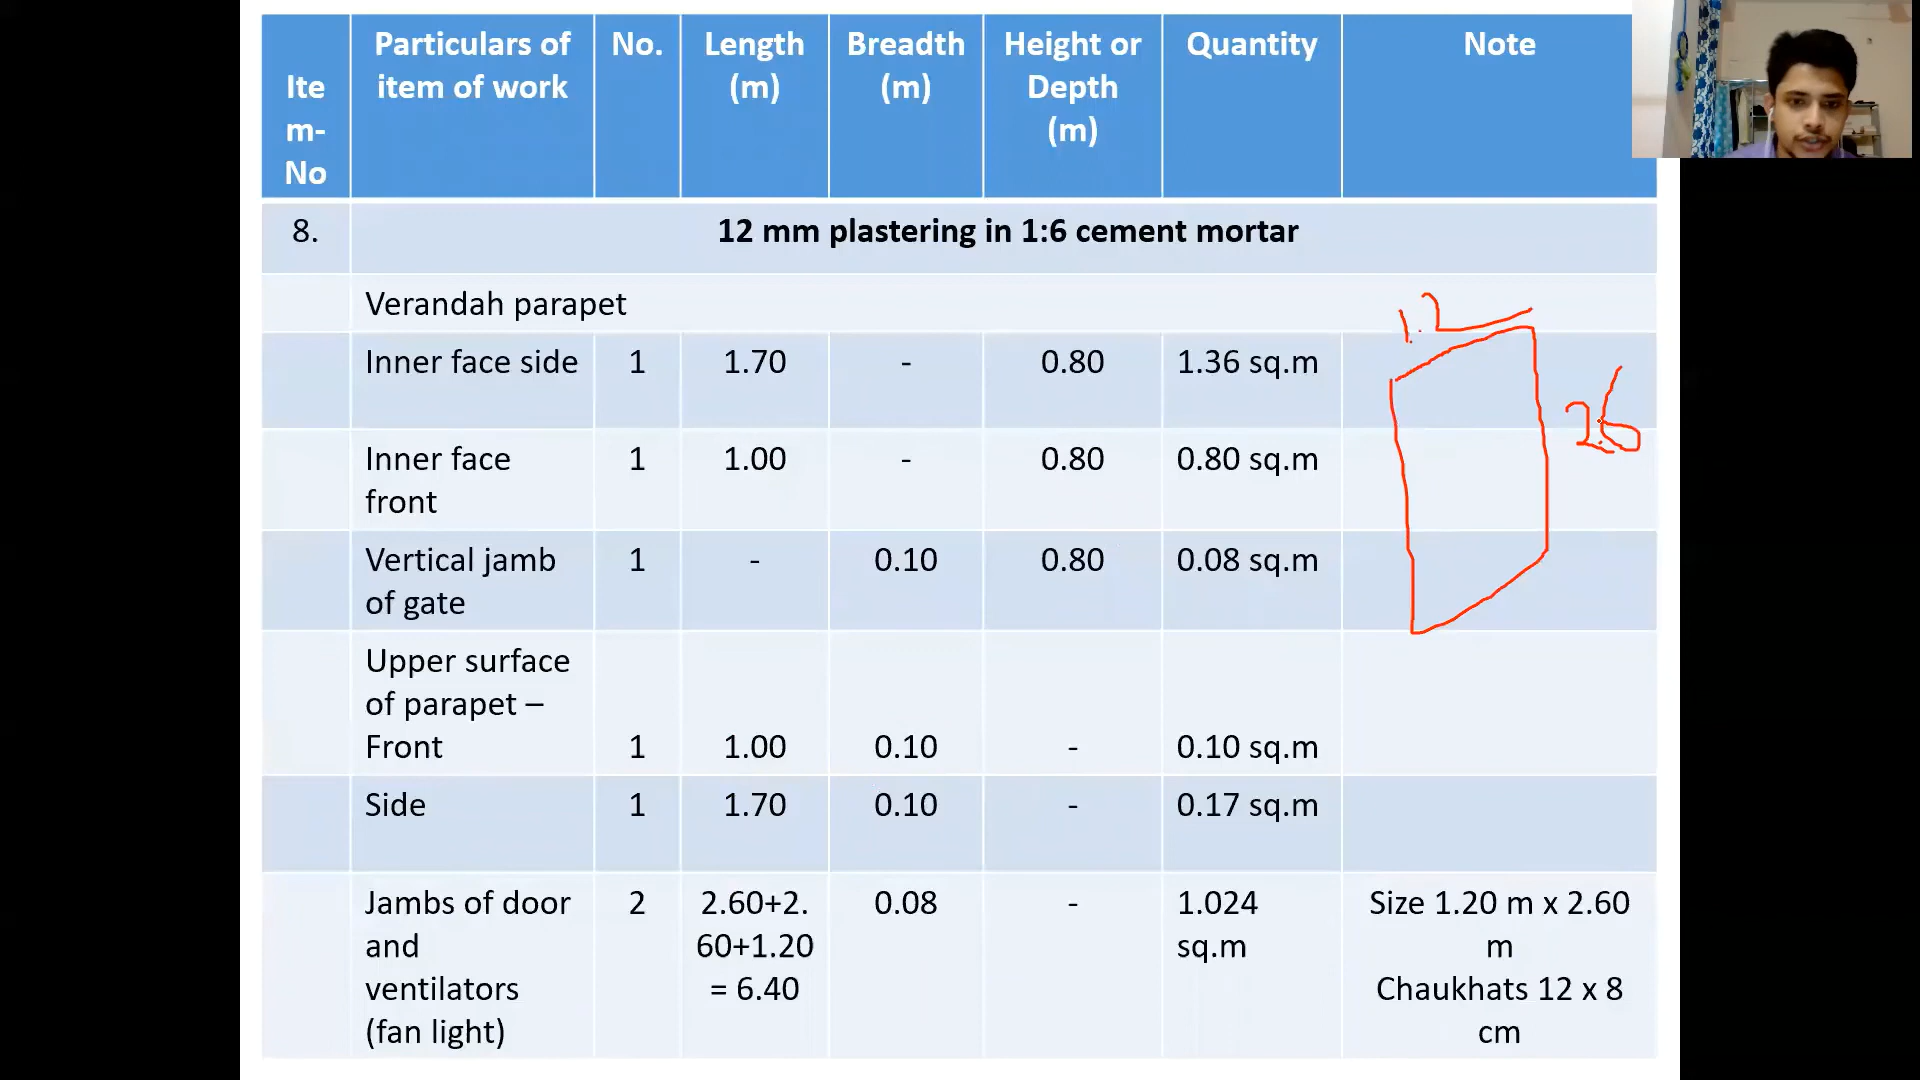 Ite
m-
No
Particulars of
item of work
No.
Length
(m)
Breadth
(m)
Height or
Depth
(m)
Quantity
Note
8.
12 mm plastering in 1:6 cement mortar
Verandah parapet
Inner face side
1
1.70
-
0.80
1.36 sq.m
Inner face
front
1
1.00
-
0.80
0.80 sq.m
Vertical jamb
of gate
1
-
0.10
0.80
0.08 sq.m
Upper surface
of parapet –
Front
1
1.00
0.10
-
0.10 sq.m
Side
1
1.70
0.10
-
0.17 sq.m
Jambs of door
and
ventilators
(fan light)
2
2.60+2.
60+1.20
= 6.40
0.08
-
1.024
sq.m
Size 1.20 m x 2.60
m
Chaukhats 12 x 8
cm
1.2
2.6